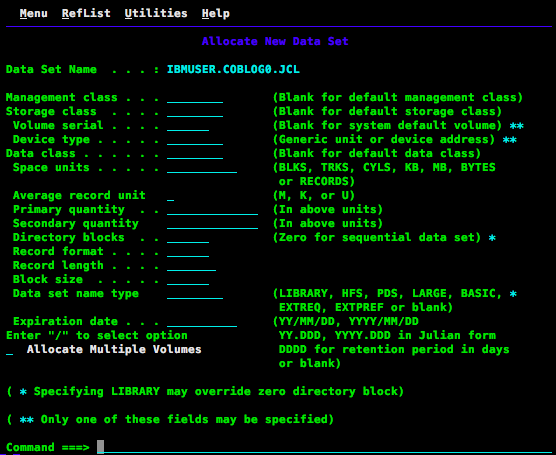 Menu  RefList  Utilities  Help
Allocate New Data Set
Data Set Name  . . . : IBMUSER.COBLOG0.JCL
Management class . . . ________ (Blank for default management class)
Storage class  . . . . ________ (Blank for default storage class)
Volume serial . . . . ______ (Blank for system default volume) **
Device type . . . . . ________ (Generic unit or device address) **
Data class . . . . . . ________ (Blank for default data class)
Space units . . . . . __________ (BLKS, TRKS, CYLS, KB, MB, BYTES
or RECORDS)
Average record unit _ (M, K, or U)
Primary quantity  . . _____________ (In above units)
Secondary quantity _____________ (In above units)
Directory blocks  . . ______ (Zero for sequential data set) *
Record format . . . . ______
Record length . . . . _______
Block size  . . . . . ______
Data set name type ________ (LIBRARY, HFS, PDS, LARGE, BASIC, *
EXTREQ, EXTPREF or blank)
Expiration date . . . __________ (YY/MM/DD, YYYY/MM/DD
Enter "/" to select option YY.DDD, YYYY.DDD in Julian form
_ Allocate Multiple Volumes DDDD for retention period in days
or blank)
( * Specifying LIBRARY may override zero directory block)
( ** Only one of these fields may be specified)
Command ===>